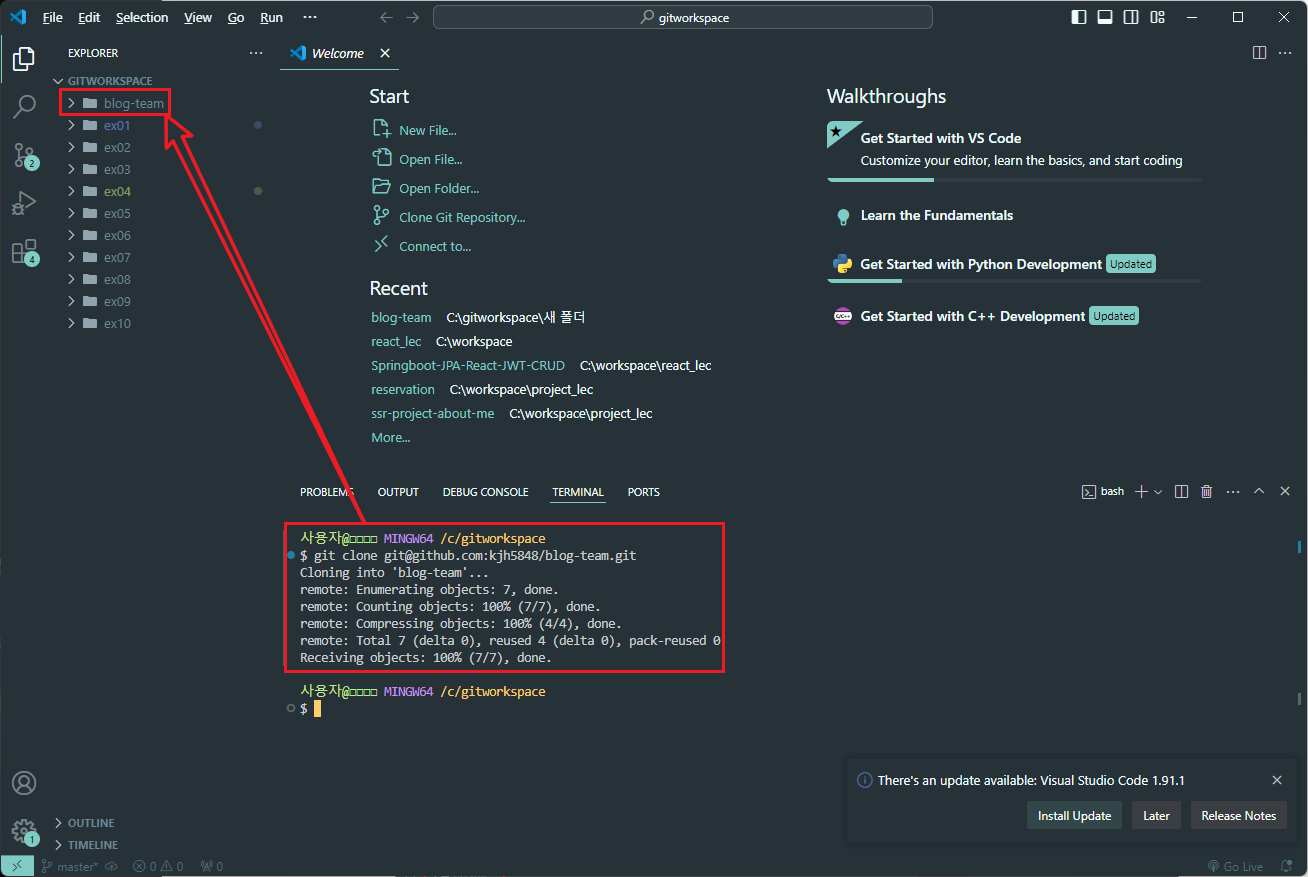 File Edit Selection View Go Run ···
gitworkspace
EXPLORER
Welcome
GITWORKSPACE
blog-team
ex01
ex02
ex03
ex04
ex05
ex06
ex07
ex08
ex09
ex10
2
4
Start
New File...
Open File...
Open Folder...
Clone Git Repository...
Connect to...
Recent
blog-team C:\gitworkspace\새 폴더
react_lec C:\workspace
Springboot-JPA-React-JWT-CRUD C:\workspace\react_lec
reservation C:\workspace\project_lec
ssr-project-about-me C:\workspace\project_lec
More...
Walkthroughs
Get Started with VS Code
Customize your editor, learn the basics, and start coding
Learn the Fundamentals
Get Started with Python Development Updated
C/C++ Get Started with C++ Development Updated
PROBLEMS OUTPUT DEBUG CONSOLE TERMINAL PORTS
bash
사용자@□□□□ MINGW64 /c/gitworkspace
$ git clone git@github.com:kjh5848/blog-team.git
Cloning into 'blog-team'...
remote: Enumerating objects: 7, done.
remote: Counting objects: 100% (7/7), done.
remote: Compressing objects: 100% (4/4), done.
remote: Total 7 (delta 0), reused 4 (delta 0), pack-reused 0
Receiving objects: 100% (7/7), done.
사용자@□□□□ MINGW64 /c/gitworkspace
$
There's an update available: Visual Studio Code 1.91.1
Install Update Later Release Notes
1
OUTLINE
TIMELINE
master* 0 0 0 Go Live